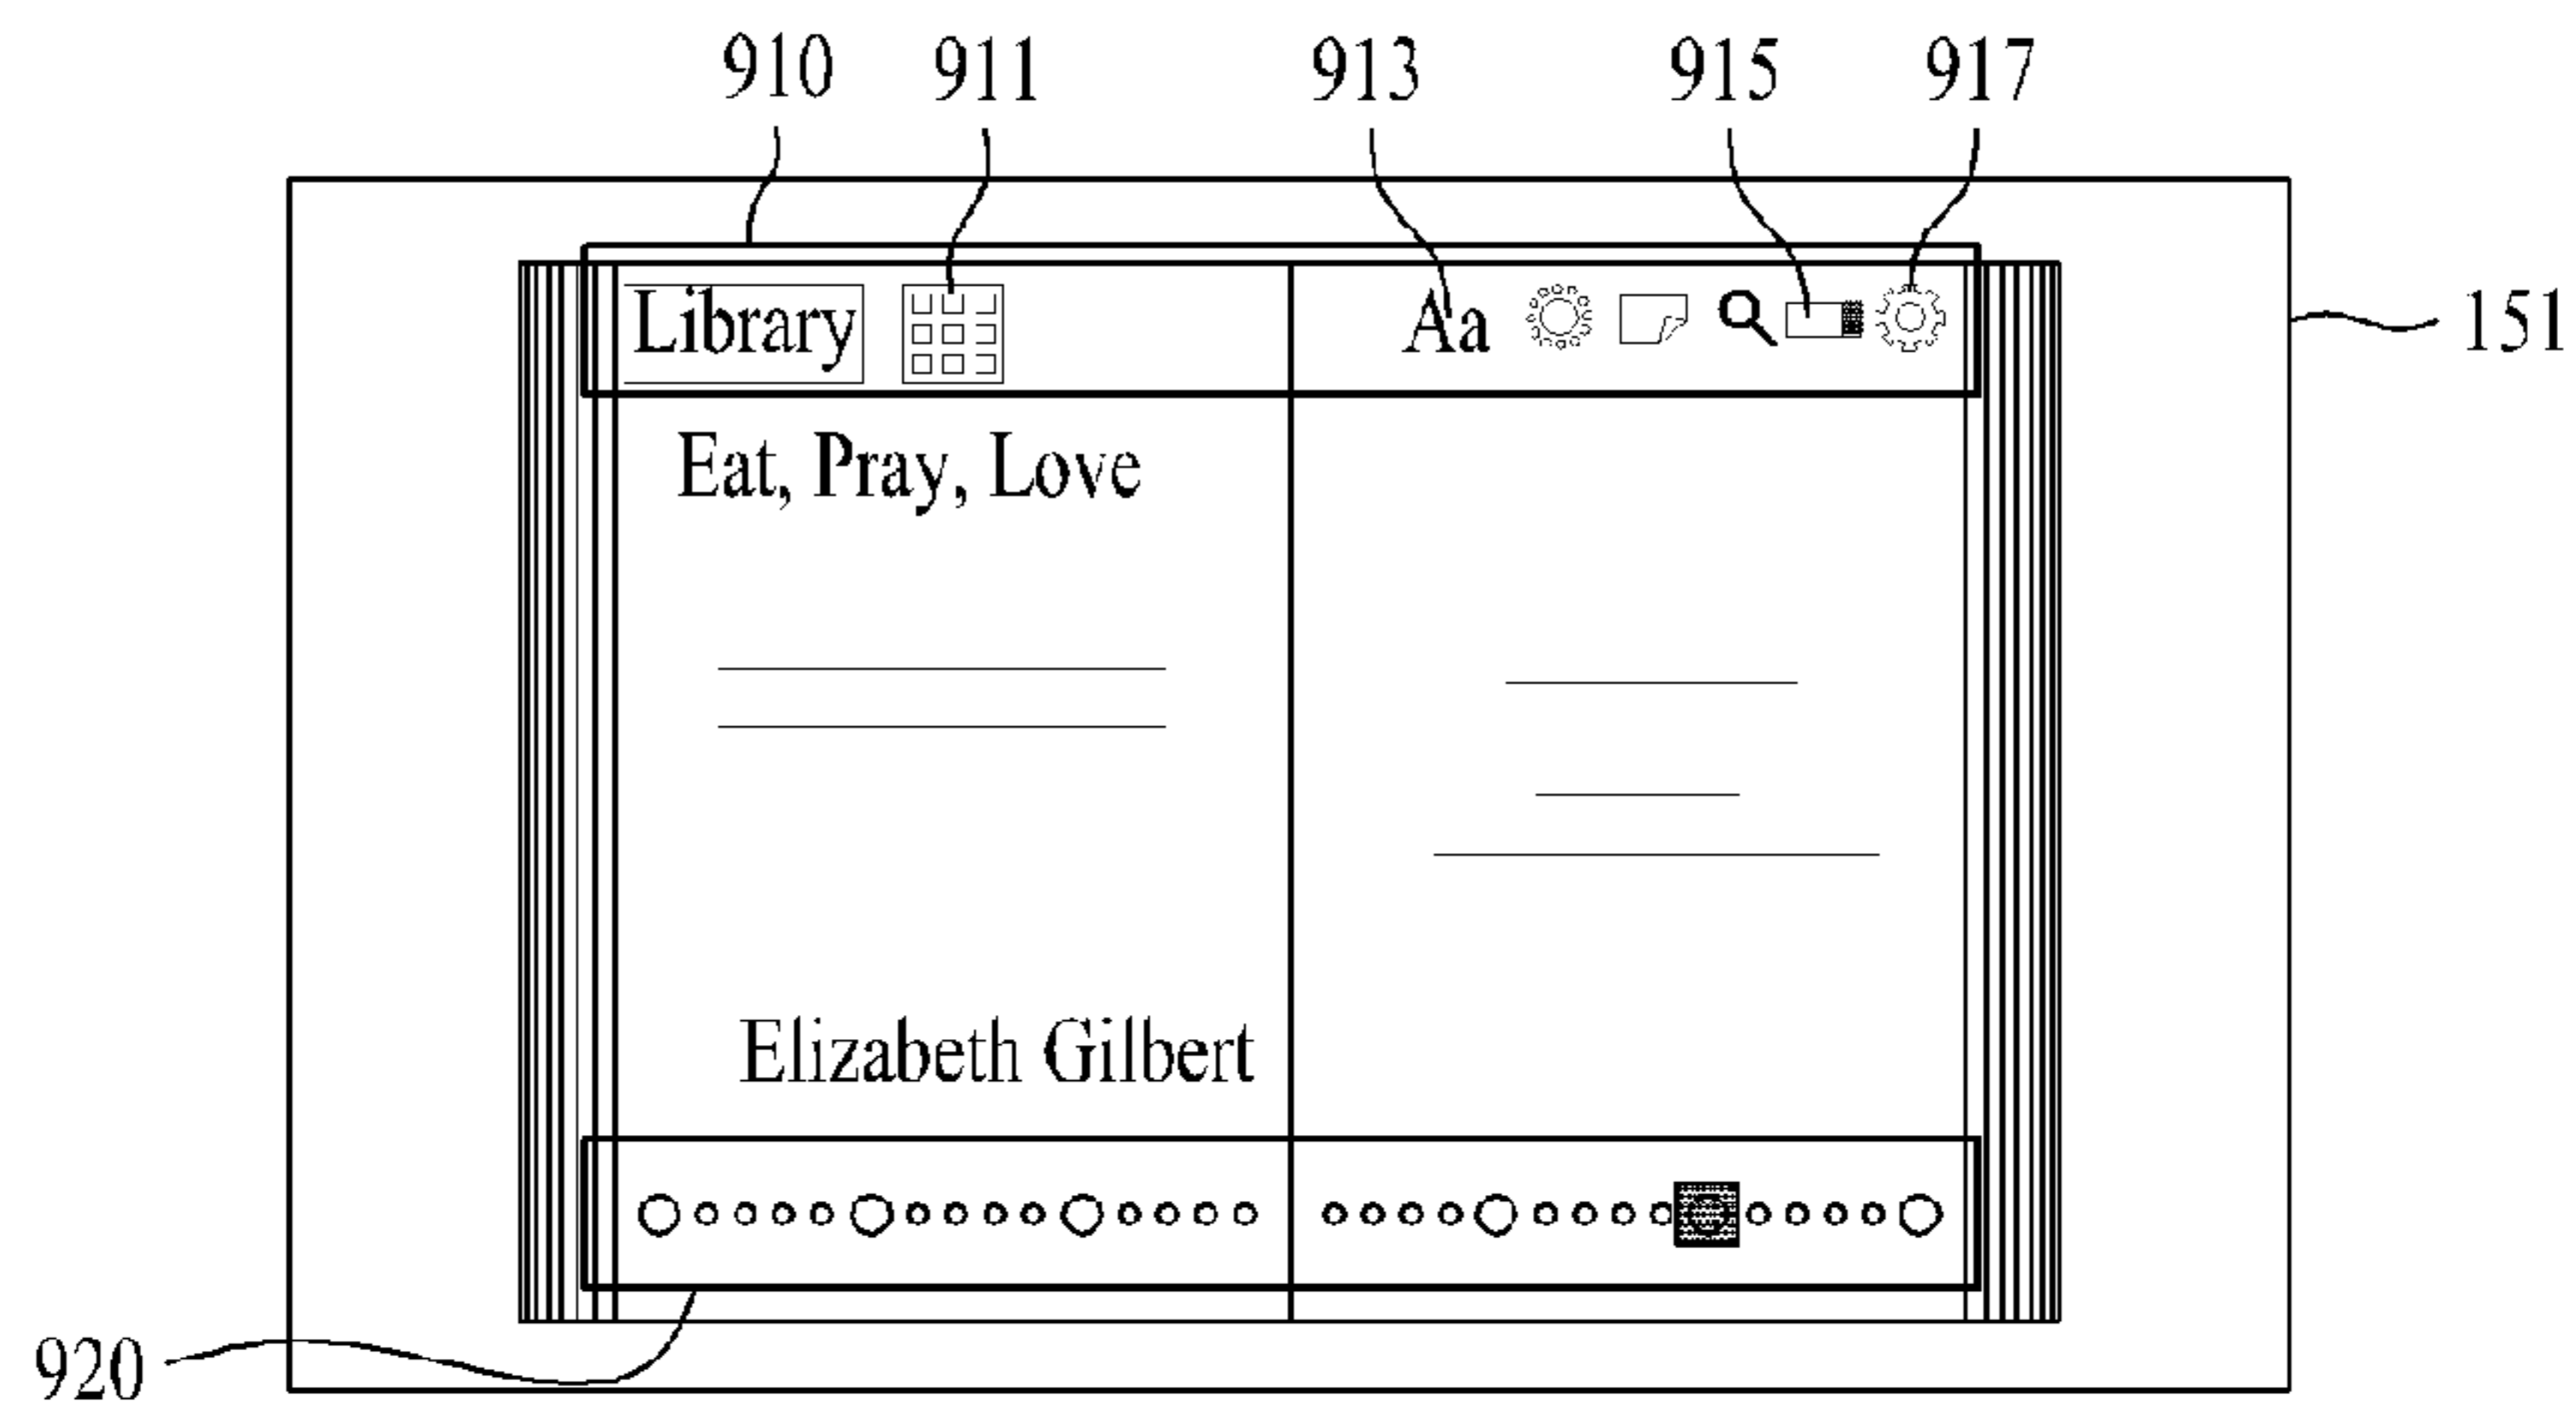 910 911 913 915 917
Library Aa
151
Eat, Pray, Love
Elizabeth Gilbert
920